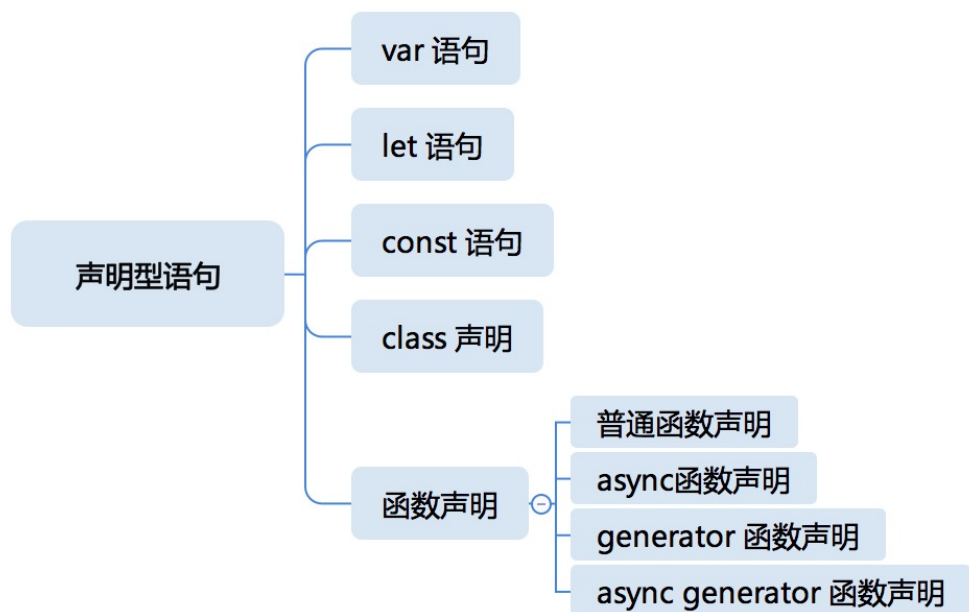 声明型语句
var 语句
let 语句
const 语句
class 声明
函数声明
普通函数声明
async函数声明
generator 函数声明
async generator 函数声明